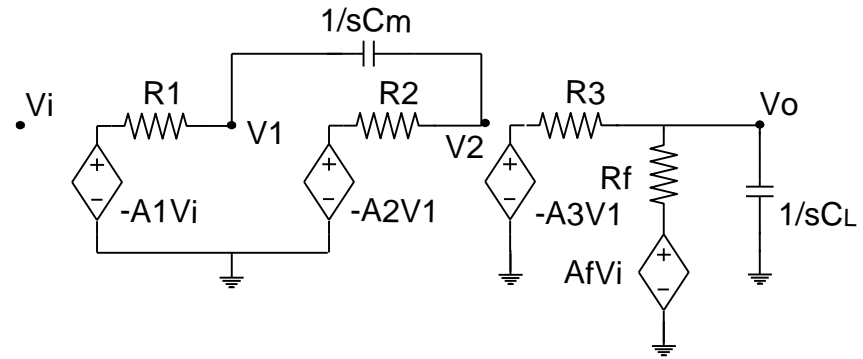 1/sCm
Vi
R1
V1
R2
V2
R3
Vo
Rf
-A1Vi
-A2V1
-A3V1
1/sCL
AfVi